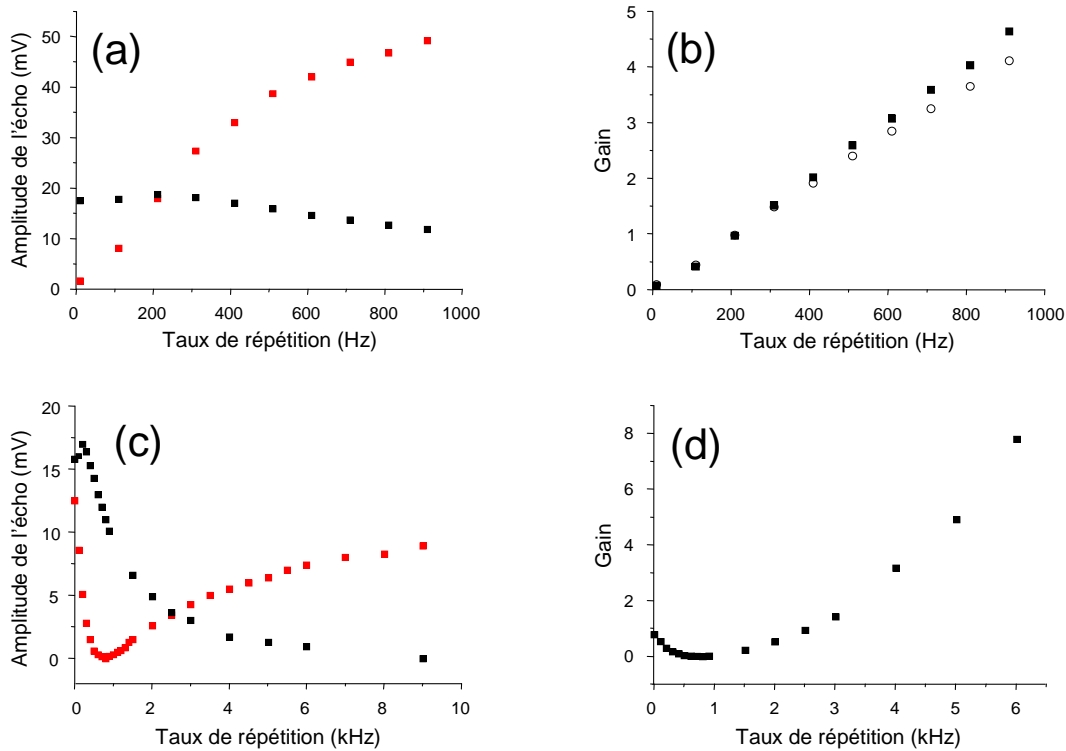 (a)
Amplitude de l'écho (mV)
50
40
30
20
10
0
0 200 400 600 800 1000
Taux de répétition (Hz)
(b)
Gain
5
4
3
2
1
0
0 200 400 600 800 1000
Taux de répétition (Hz)
(c)
Amplitude de l'écho (mV)
20
15
10
5
0
0 2 4 6 8 10
Taux de répétition (kHz)
(d)
Gain
8
6
4
2
0
0 1 2 3 4 5 6
Taux de répétition (kHz)